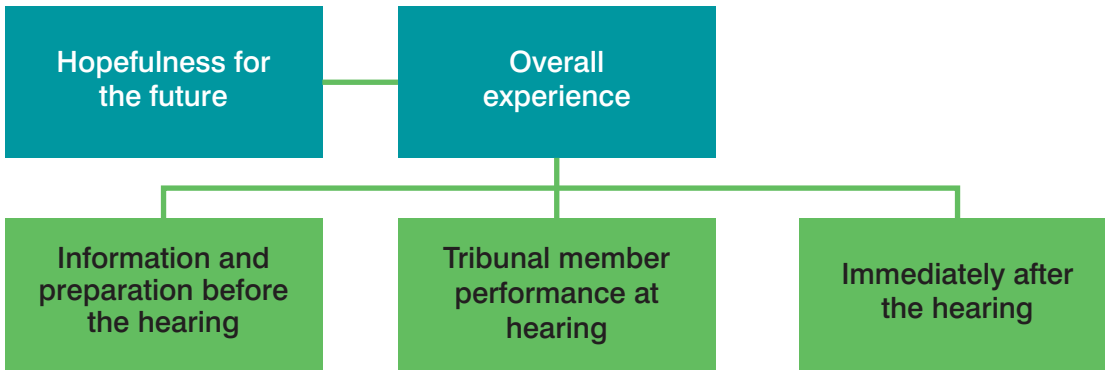 Hopefulness for
the future
Overall
experience
Information and
preparation before
the hearing
Tribunal member
performance at
hearing
Immediately after
the hearing